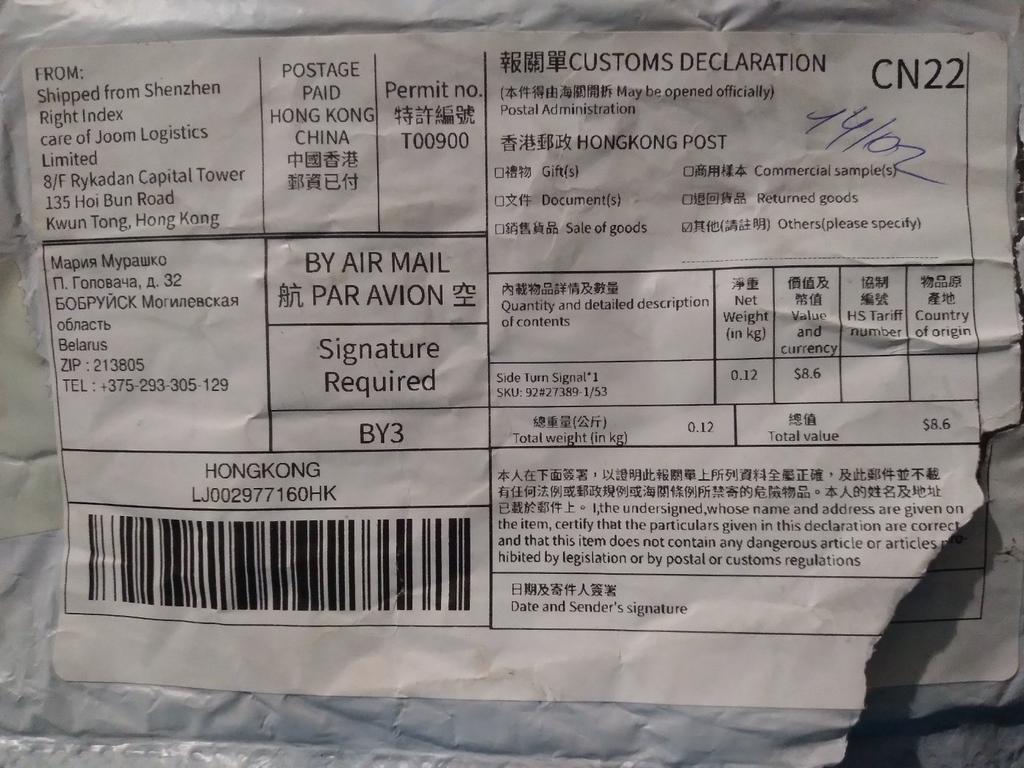 FROM:
Shipped from Shenzhen
Right Index
care of Joom Logistics
Limited
8/F Rykadan Capital Tower
135 Hoi Bun Road
Kwun Tong, Hong Kong
POSTAGE
PAID
HONG KONG
CHINA
中國香港
郵資已付
Permit no.
特許編號
T00900
Мария Мурашко
П. Головача, д. 32
БОБРУЙСК Могилевская
область
Belarus
ZIP : 213805
TEL : +375-293-305-129
BY AIR MAIL
航 PAR AVION 空
Signature
Required
BY3
HONGKONG
LJ002977160HK
報關單CUSTOMS DECLARATION
CN22
(本件得由海關開拆 May be opened officially)
Postal Administration
14/02
香港郵政 HONGKONG POST
□禮物 Gift(s)
□商用樣本 Commercial sample(s)
□文件 Document(s)
□退回貨品 Returned goods
□銷售貨品 Sale of goods
☑其他(請註明) Others(please specify)
內載物品詳情及數量
Quantity and detailed description
of contents
淨重
Net
Weight
(in kg)
價值及
幣值
Value
and
currency
協制
編號
HS Tariff
number
物品原
產地
Country
of origin
Side Turn Signal*1
SKU: 92#27389-1/53
0.12
$8.6
總重量(公斤)
Total weight (in kg)
0.12
總值
Total value
$8.6
本人在下面簽署，以證明此報關單上所列資料全屬正確，及此郵件並不載
有任何法例或郵政規例或海關條例所禁寄的危險物品。本人的姓名及地址
已載於郵件上。 I,the undersigned,whose name and address are given on
the item, certify that the particulars given in this declaration are correct
and that this item does not contain any dangerous article or articles pro-
hibited by legislation or by postal or customs regulations
日期及寄件人簽署
Date and Sender's signature